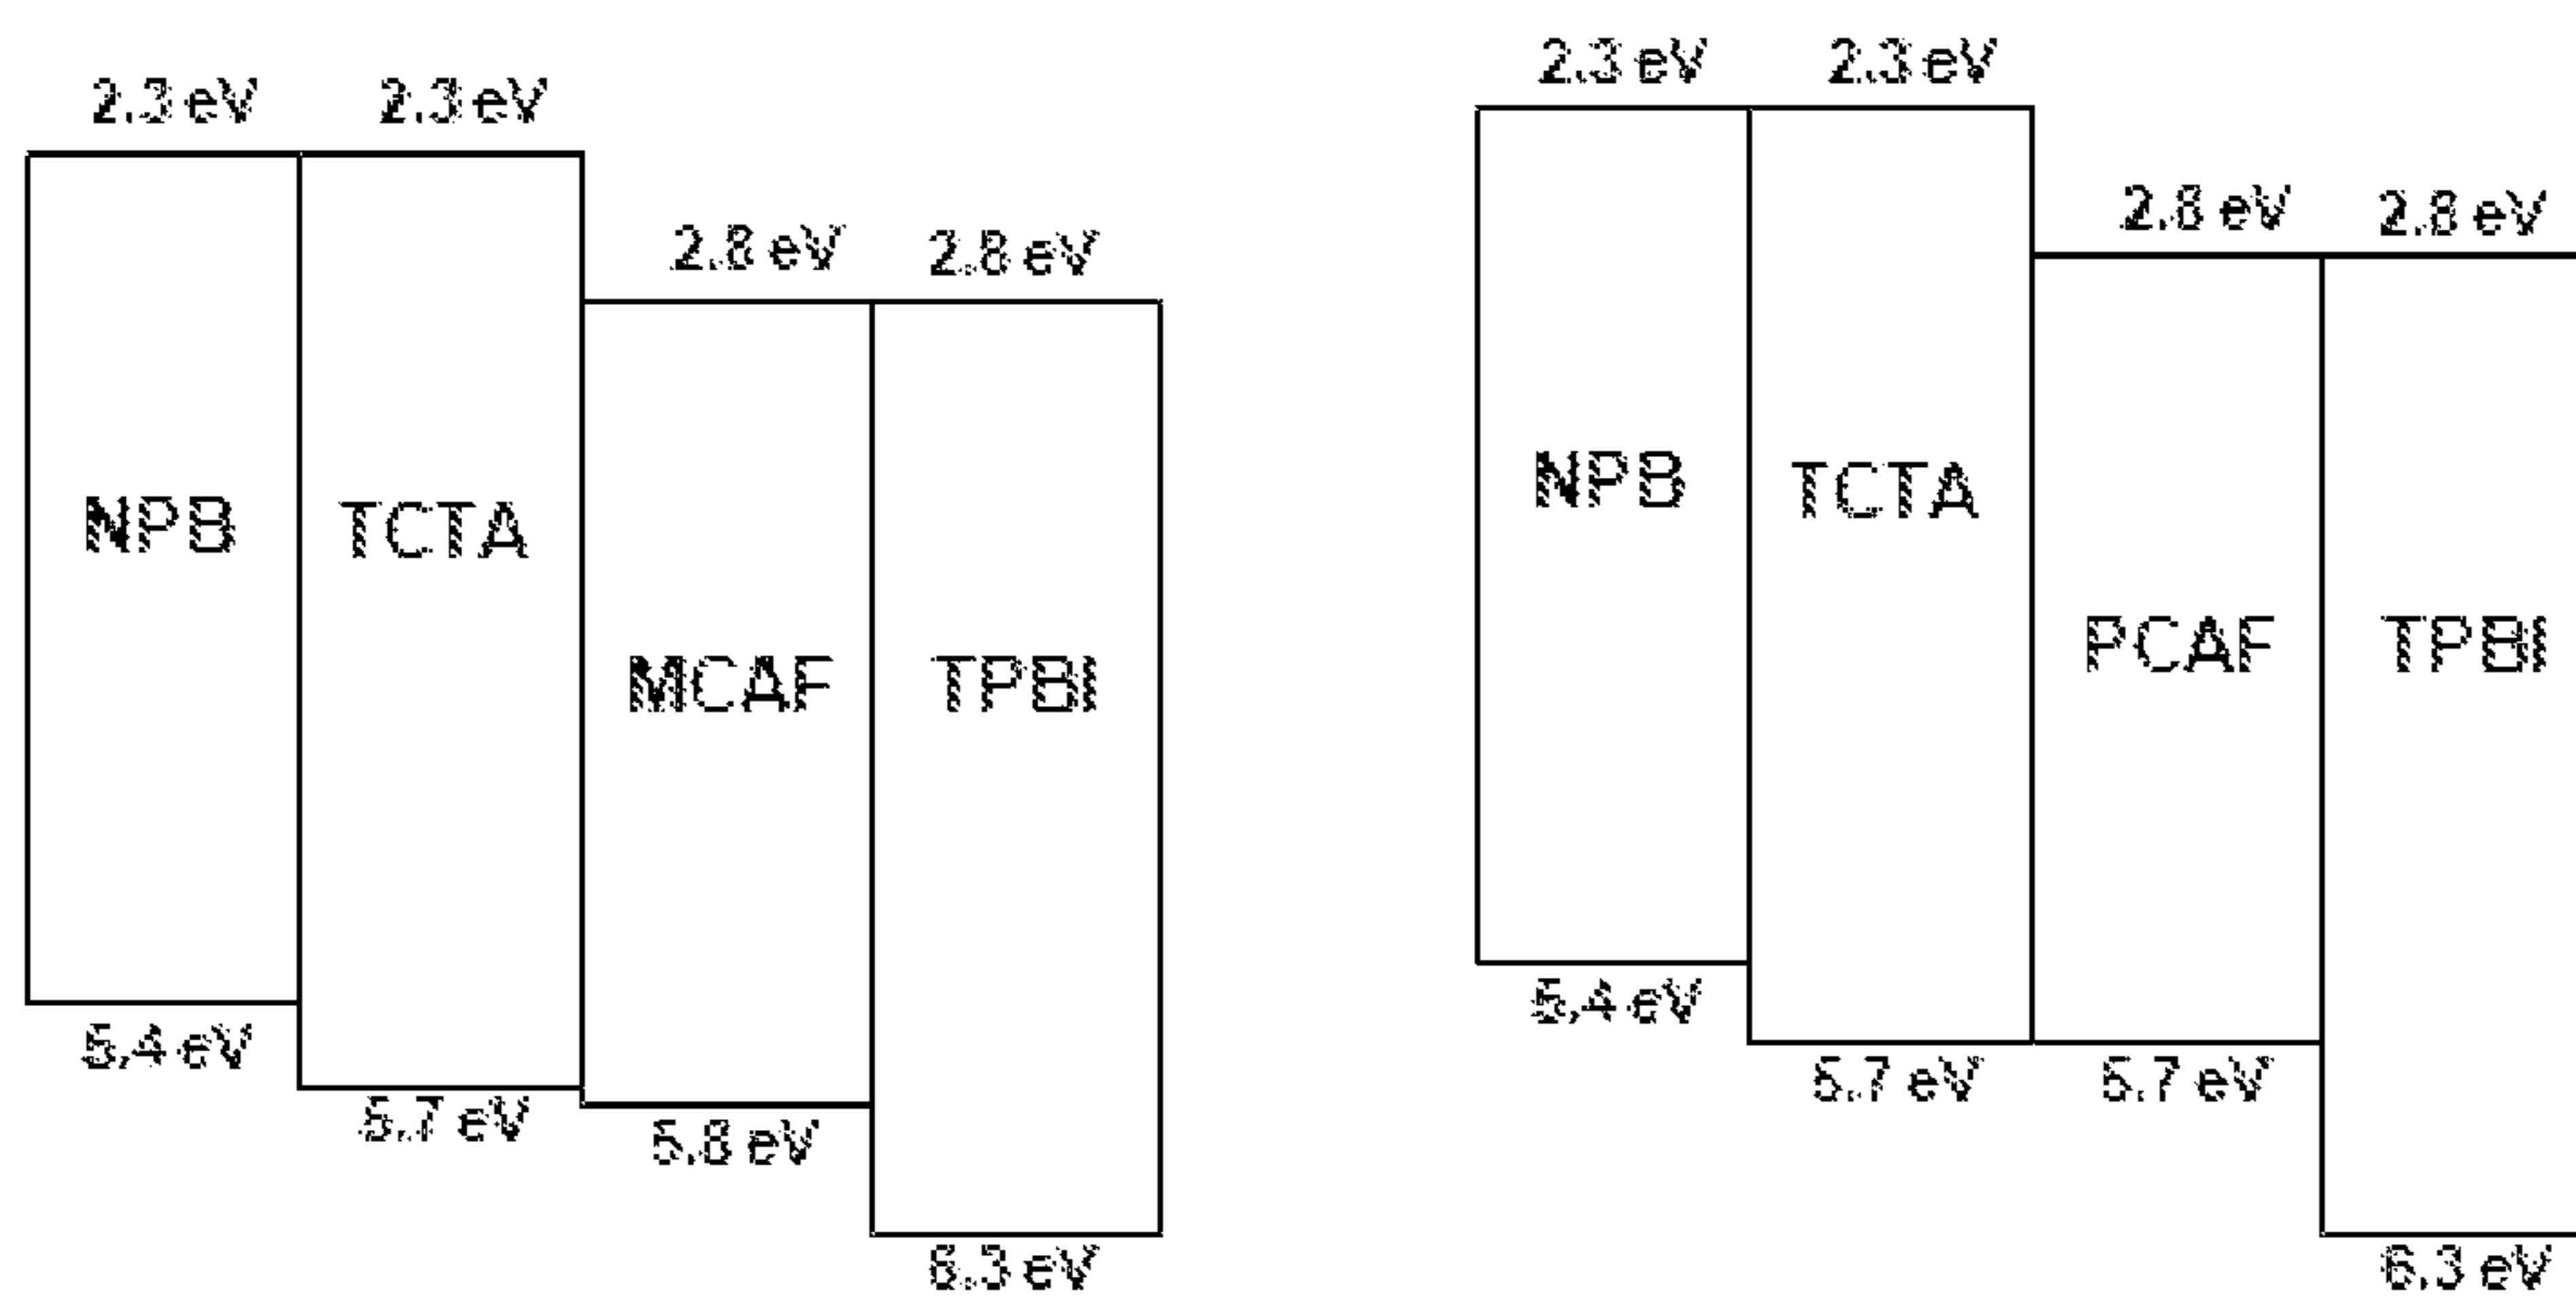 2.3 eV 2.3 eV
2.8 eV 2.8 eV
NPB TCTA
MCAF TPBI
5.4 eV
5.7 eV
5.8 eV
6.3 eV
2.3 eV 2.3 eV
2.8 eV 2.8 eV
NPB TCTA
PCAF TPBI
5.4 eV
5.7 eV 5.7 eV
6.3 eV